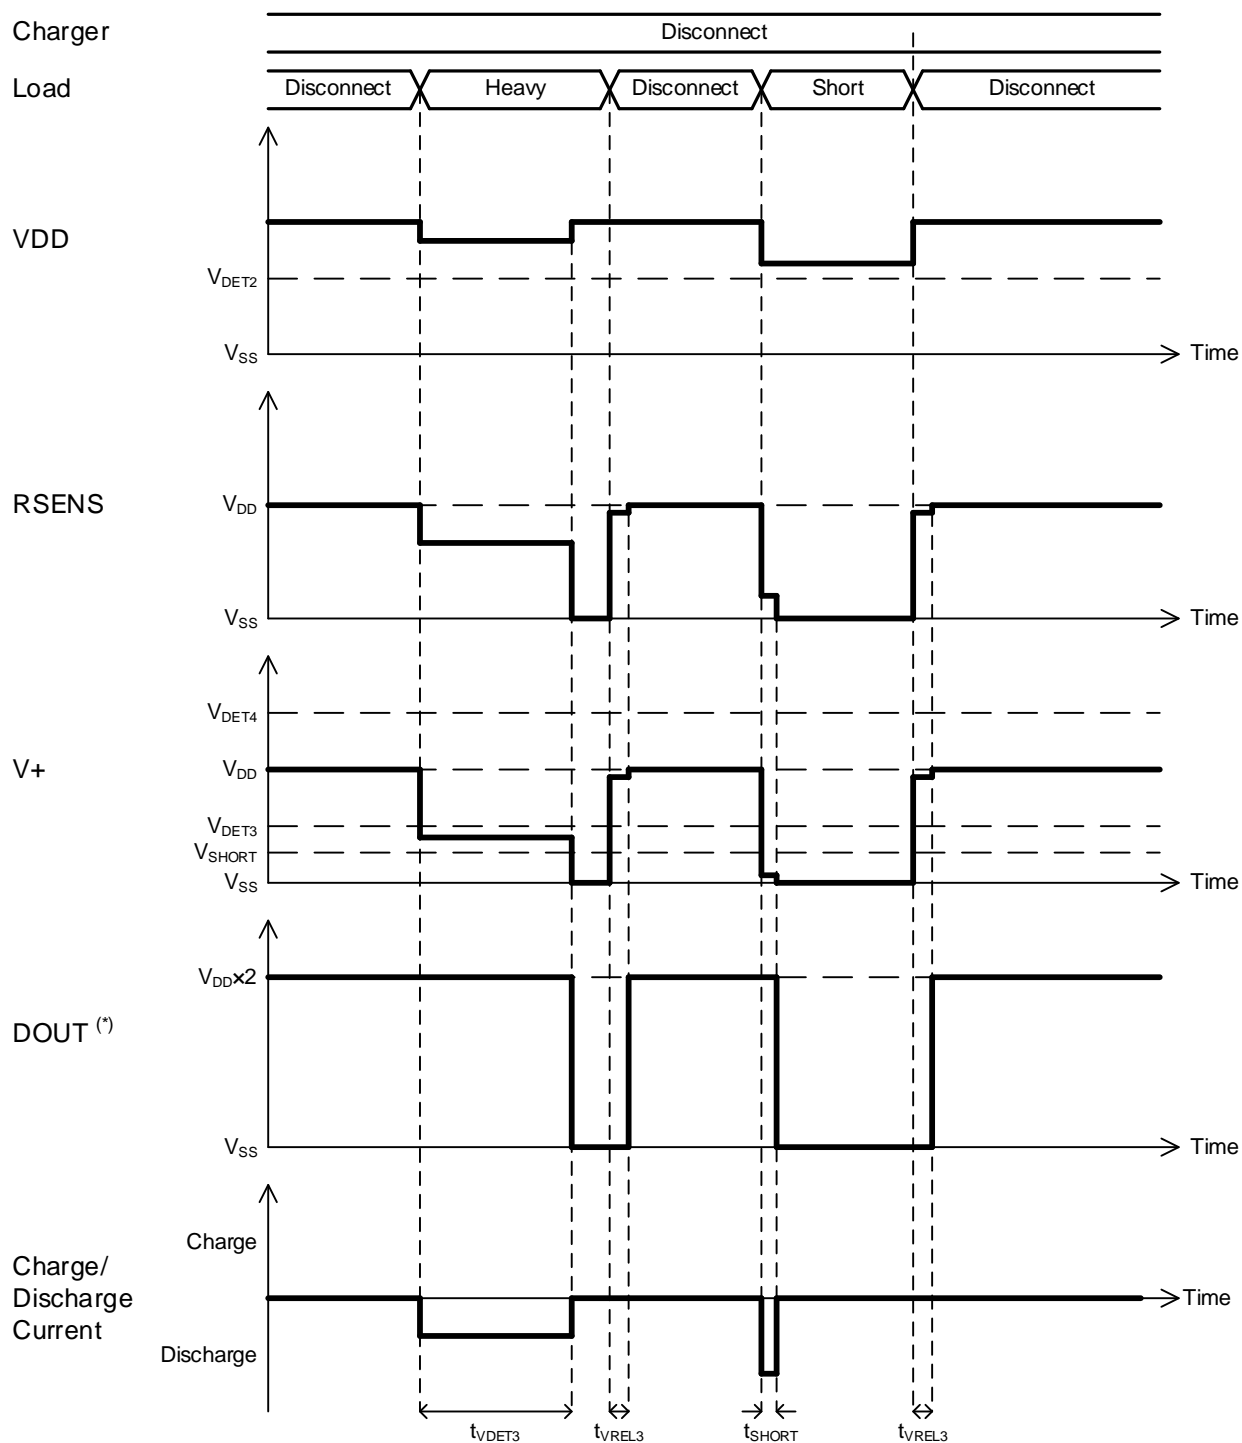 Charger
Disconnect
Load
Disconnect Heavy Disconnect Short Disconnect
VDD
VDET2
VSS
Time
RSENS
VDD
VSS
Time
V+
VDET4
VDD
VDET3
VSHORT
VSS
Time
DOUT (*)
VDD×2
VSS
Time
Charge/
Discharge
Current
Charge
Discharge
Time
tVDET3 tVREL3 tSHORT tVREL3